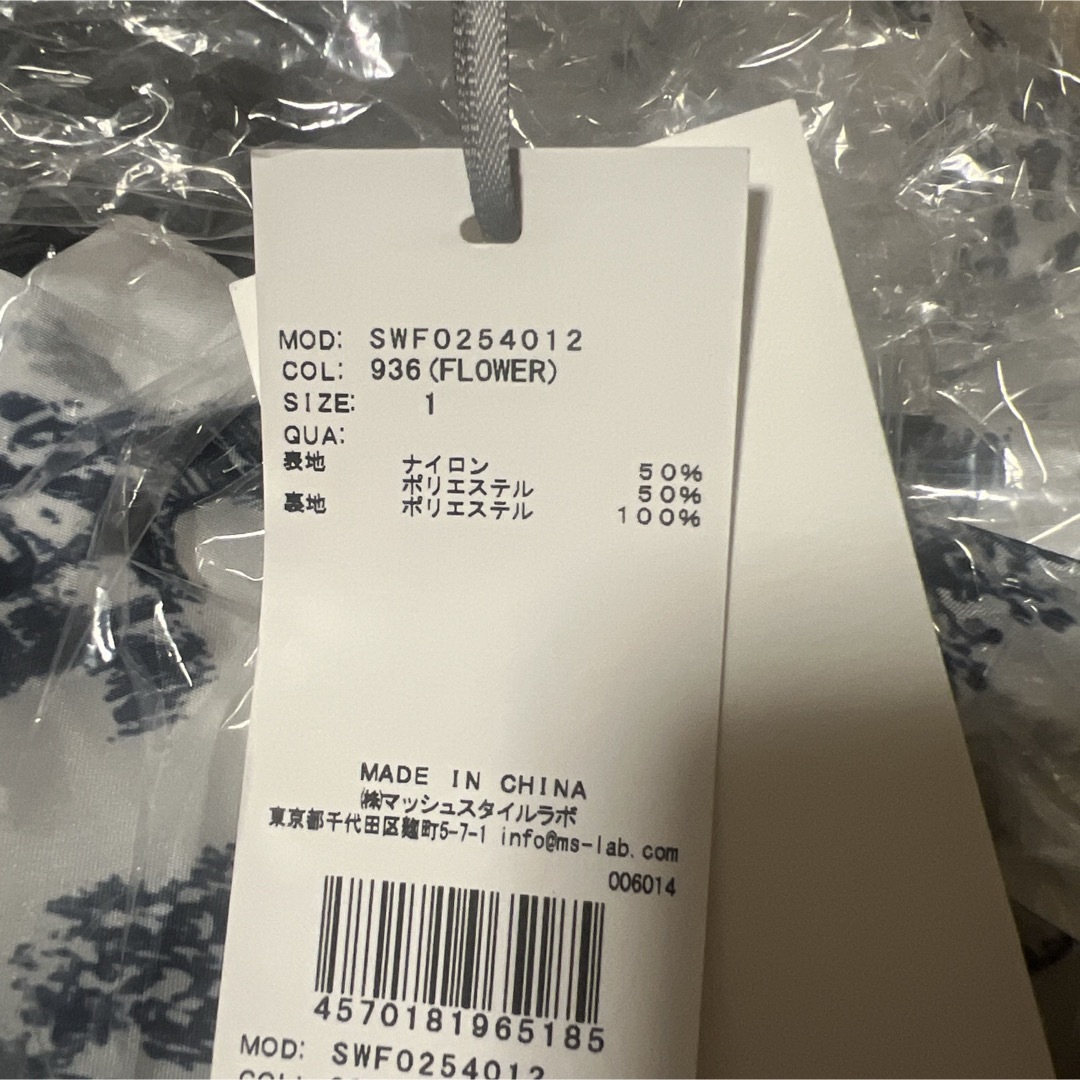 MOD: SWF0254012
COL: 936(FLOWER)
SIZE: 1
QUA:
表地 ナイロン 50%
ポリエステル 50%
裏地 ポリエステル 100%
MADE IN CHINA
㈱マッシュスタイルラボ
東京都千代田区麹町5-7-1 info@ms-lab.com
006014
4570181965185
MOD: SWF0254012